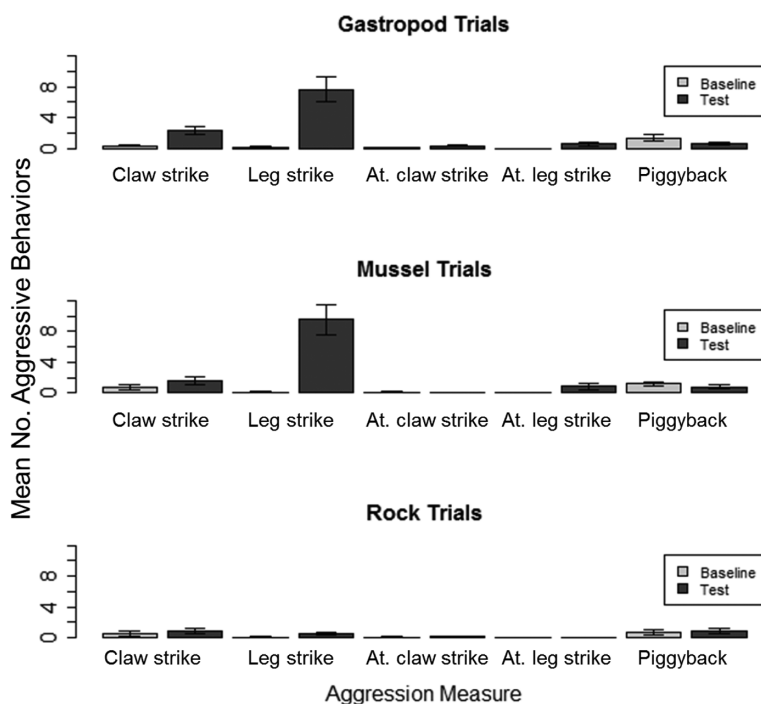 Mean No. Aggressive Behaviors
Gastropod Trials
8
4
0
Baseline
Test
Claw strike Leg strike At. claw strike At. leg strike Piggyback
Mussel Trials
8
4
0
Baseline
Test
Claw strike Leg strike At. claw strike At. leg strike Piggyback
Rock Trials
8
4
0
Baseline
Test
Claw strike Leg strike At. claw strike At. leg strike Piggyback
Aggression Measure